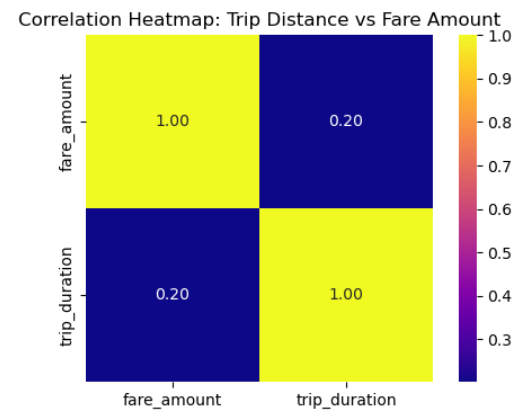 Correlation Heatmap: Trip Distance vs Fare Amount
fare_amount
1.00
0.20
trip_duration
0.20
1.00
fare_amount
trip_duration
1.0
0.9
0.8
0.7
0.6
0.5
0.4
0.3